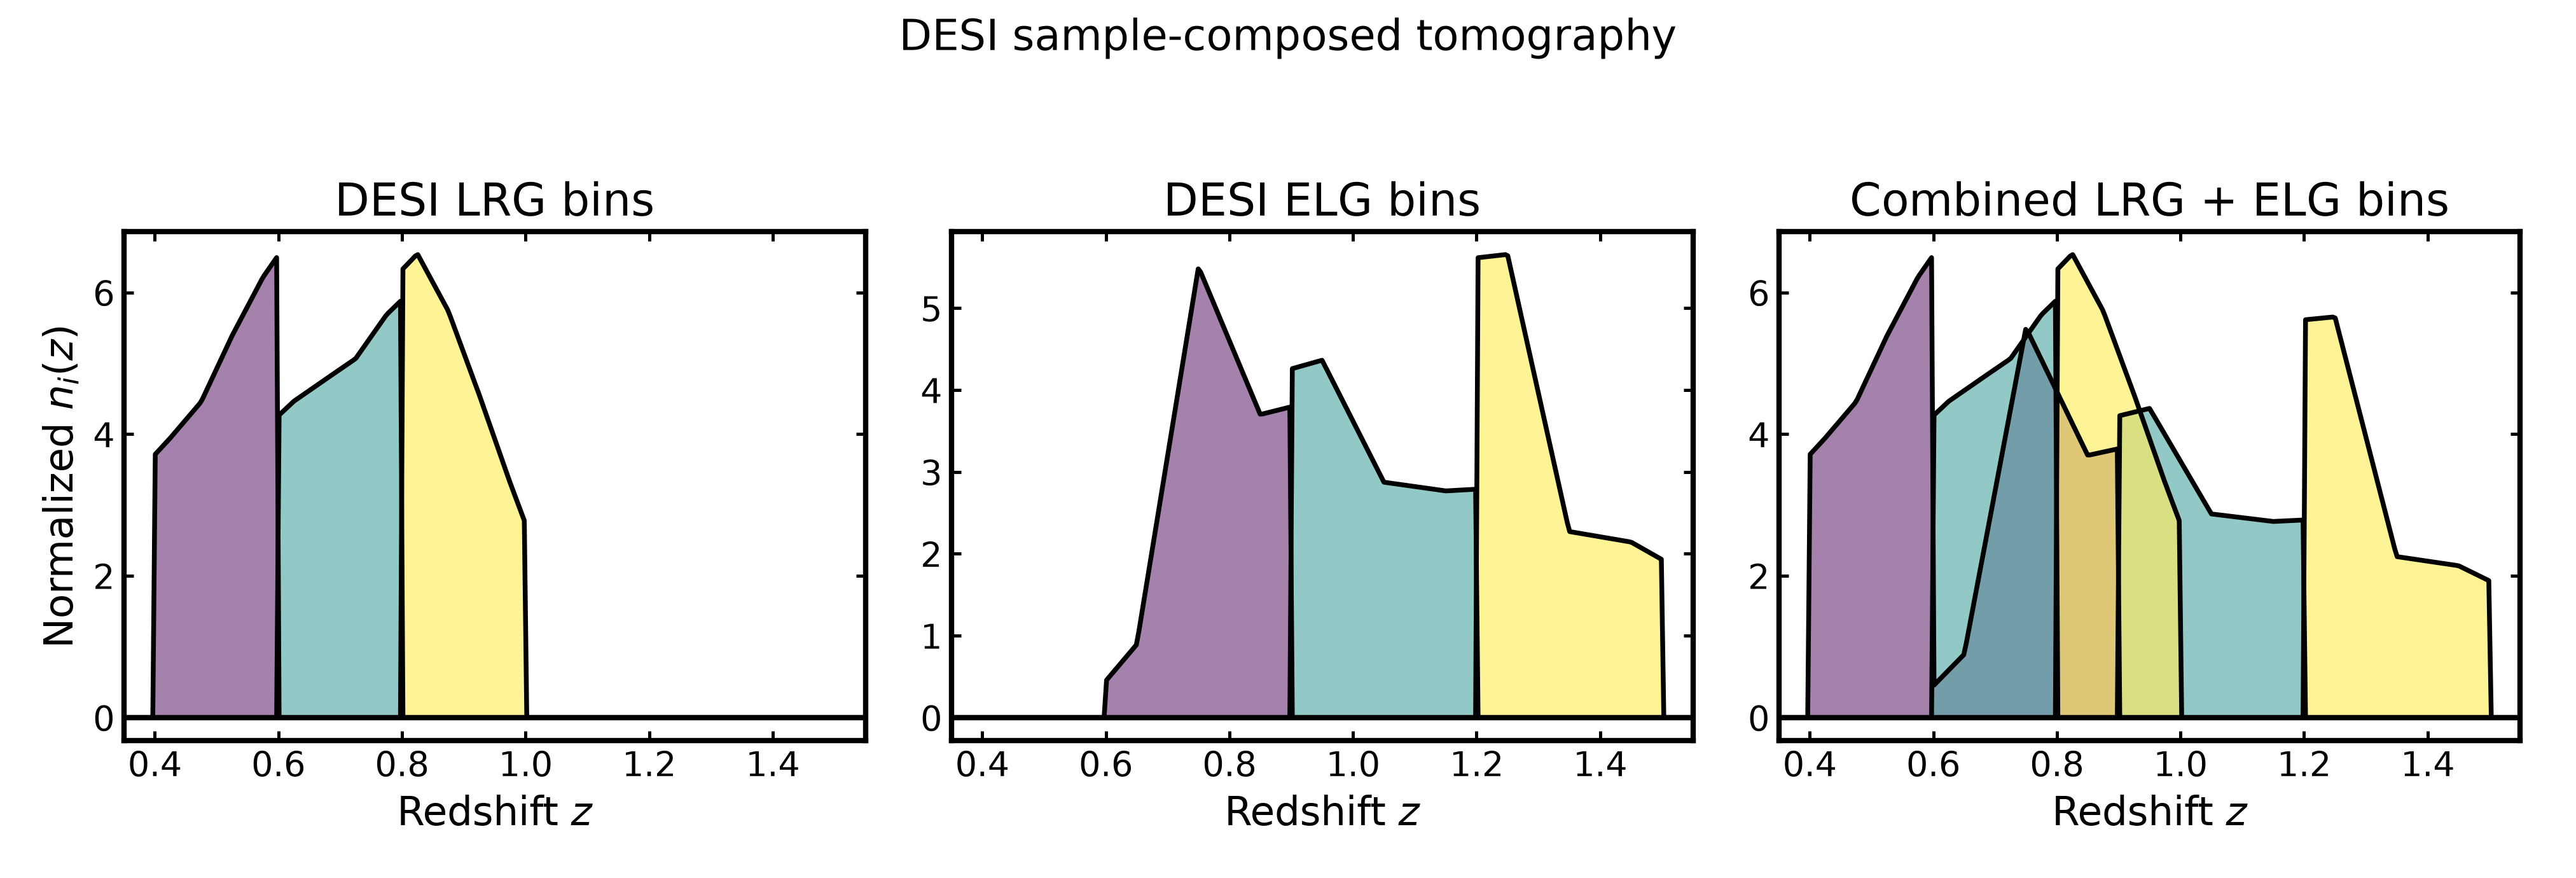 DESI sample-composed tomography
DESI LRG bins
Normalized n_i(z)
6
4
2
0
0.4 0.6 0.8 1.0 1.2 1.4
Redshift z
DESI ELG bins
5
4
3
2
1
0
0.4 0.6 0.8 1.0 1.2 1.4
Redshift z
Combined LRG + ELG bins
6
4
2
0
0.4 0.6 0.8 1.0 1.2 1.4
Redshift z